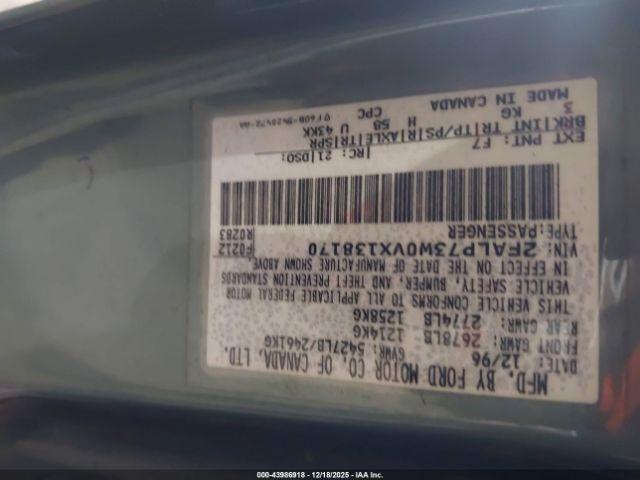 MFD. BY FORD MOTOR CO. OF CANADA, LTD.
DATE: 12/96 GVWR: 5427LB/2461KG
FRONT GAWR: 2678LB 1214KG
REAR GAWR: 2774LB 1258KG
THIS VEHICLE CONFORMS TO ALL APPLICABLE FEDERAL MOTOR
VEHICLE SAFETY, BUMPER, AND THEFT PREVENTION STANDARDS
IN EFFECT ON THE DATE OF MANUFACTURE SHOWN ABOVE.
VIN: 2FALP73W0VX138170 F0212
TYPE: PASSENGER R0283
RC: 21 DSO:
EXT PNT: F7
BRK|INT TR|TP/PS|R|AXLE|TR|SPR
3 H 58 U 43KK
KG CPC
MADE IN CANADA
000-43986918 - 12/18/2025 - IAA Inc.